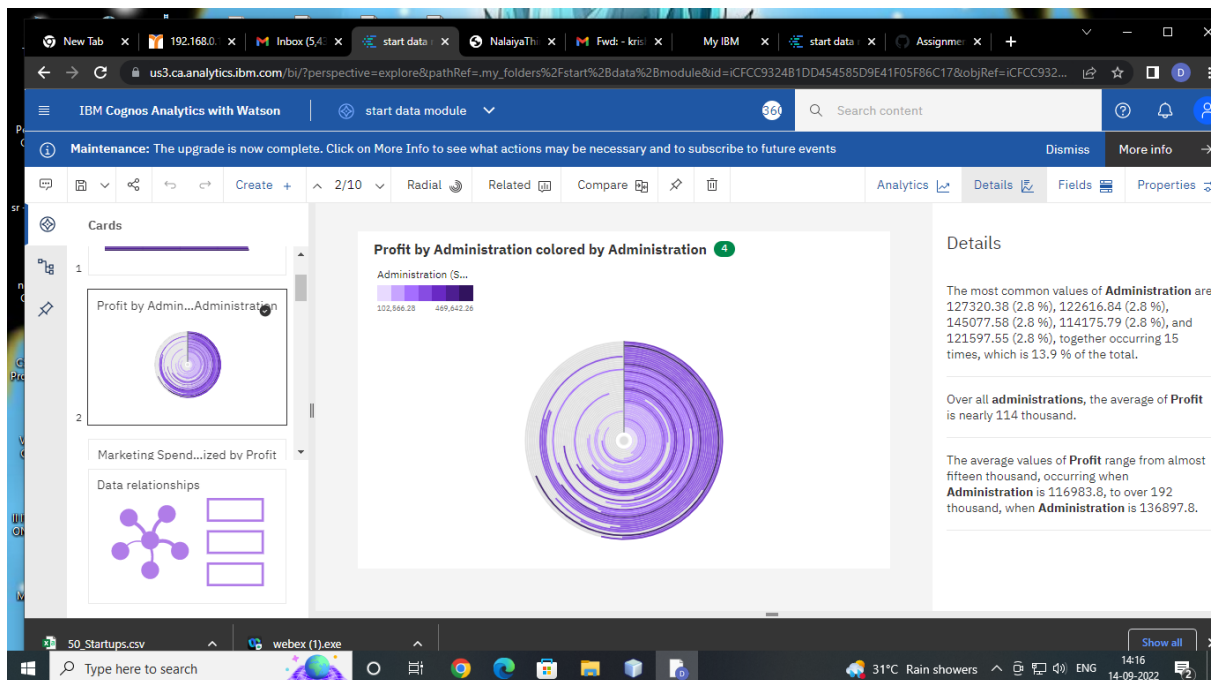 New Tab
192.168.0.1
Inbox (5,43
start data r
NalaiyaThi
Fwd: - krisl
My IBM
start data r
Assignmer
us3.ca.analytics.ibm.com/bi/?perspective=explore&pathRef=.my_folders%2Fstart%2Bdata%2Bmodule&id=iCFCC9324B1DD454585D9E41F05F86C17&objRef=iCFCC932...
D
IBM Cognos Analytics with Watson
start data module
360
Search content
Maintenance: The upgrade is now complete. Click on More Info to see what actions may be necessary and to subscribe to future events
Dismiss
More info
Create +
2/10
Radial
Related
Compare
Analytics
Details
Fields
Properties
Cards
1
Profit by Admin...Administration
2
Marketing Spend...ized by Profit
Data relationships
Profit by Administration colored by Administration 4
Administration (S...
102,566.28 469,642.26
Details
The most common values of Administration are
127320.38 (2.8 %), 122616.84 (2.8 %),
145077.58 (2.8 %), 114175.79 (2.8 %), and
121597.55 (2.8 %), together occurring 15
times, which is 13.9 % of the total.
Over all administrations, the average of Profit
is nearly 114 thousand.
The average values of Profit range from almost
fifteen thousand, occurring when
Administration is 116983.8, to over 192
thousand, when Administration is 136897.8.
50_Startups.csv
webex (1).exe
Show all
Type here to search
31°C Rain showers
ENG
14:16
14-09-2022
2